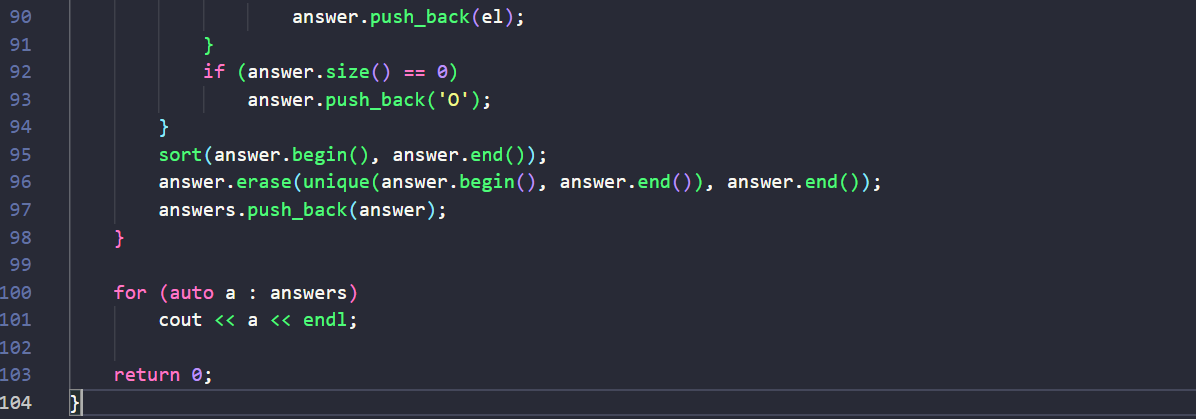 90                         answer.push_back(el);
91                 }
92                 if (answer.size() == 0)
93                     answer.push_back('O');
94             }
95             sort(answer.begin(), answer.end());
96             answer.erase(unique(answer.begin(), answer.end()), answer.end());
97             answers.push_back(answer);
98         }
99
100         for (auto a : answers)
101             cout << a << endl;
102
103         return 0;
104     }